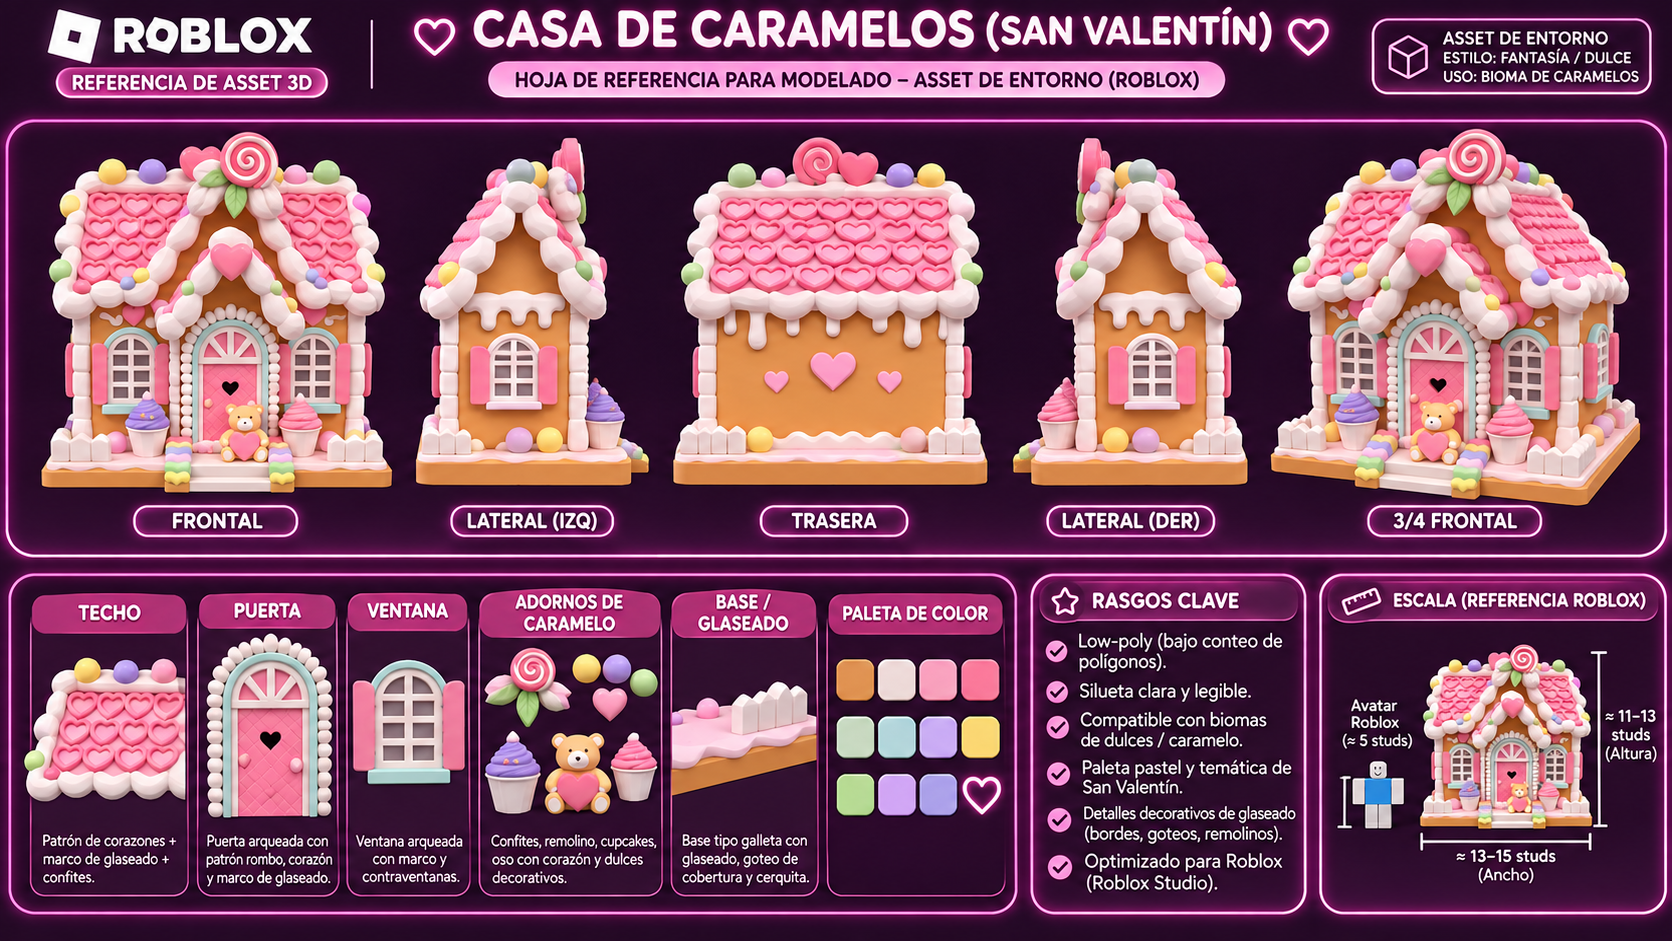 ROBLOX
REFERENCIA DE ASSET 3D
CASA DE CARAMELOS (SAN VALENTÍN)
HOJA DE REFERENCIA PARA MODELADO – ASSET DE ENTORNO (ROBLOX)
ASSET DE ENTORNO
ESTILO: FANTASÍA / DULCE
USO: BIOMA DE CARAMELOS
FRONTAL
LATERAL (IZQ)
TRASERA
LATERAL (DER)
3/4 FRONTAL
TECHO
Patrón de corazones +
marco de glaseado +
confites.
PUERTA
Puerta arqueada con
patrón rombo, corazón
y marco de glaseado.
VENTANA
Ventana arqueada
con marco y
contraventanas.
ADORNOS DE
CARAMELO
Confites, remolino, cupcakes,
oso con corazón y dulces
decorativos.
BASE /
GLASEADO
Base tipo galleta con
glaseado, goteo de
cobertura y cerquita.
PALETA DE COLOR
RASGOS CLAVE
Low-poly (bajo conteo de
polígonos).
Silueta clara y legible.
Compatible con biomas
de dulces / caramelo.
Paleta pastel y temática de
San Valentín.
Detalles decorativos de glaseado
(bordes, goteos, remolinos).
Optimizado para Roblox
(Roblox Studio).
ESCALA (REFERENCIA ROBLOX)
Avatar
Roblox
(≈ 5 studs)
≈ 11–13
studs
(Altura)
≈ 13–15 studs
(Ancho)